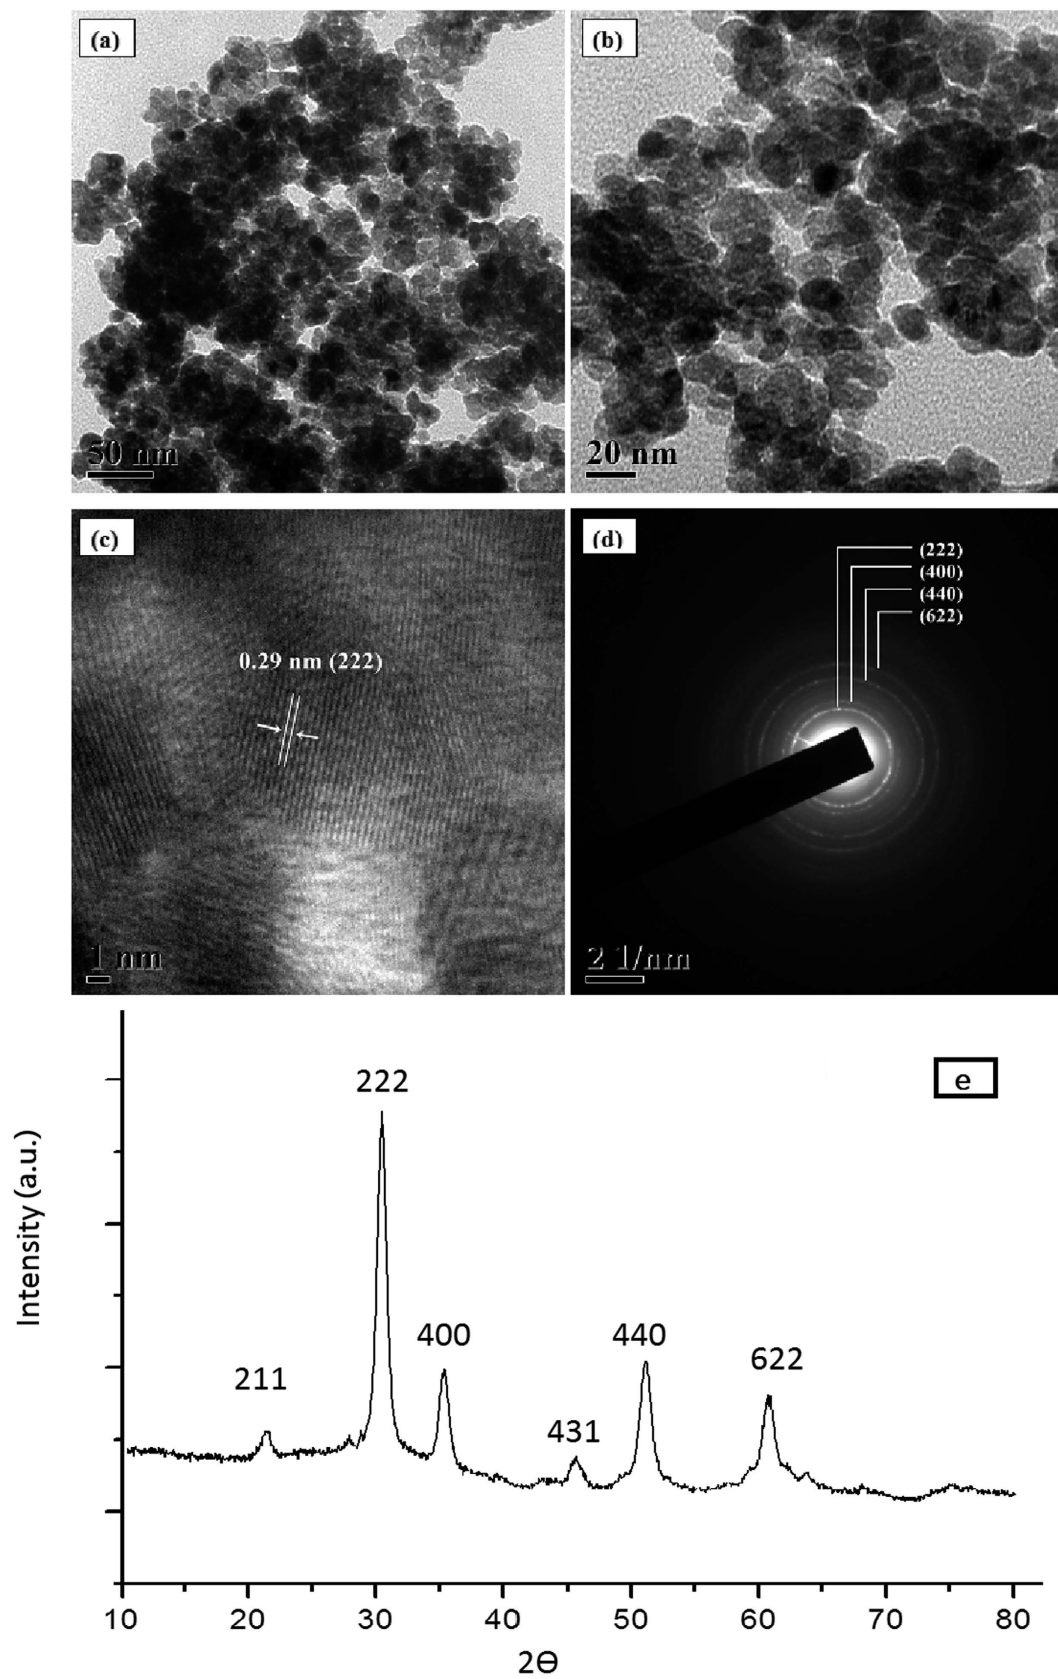 (a)
(b)
50 nm
20 nm
(c)
(d)
(222)
(400)
(440)
(622)
0.29 nm (222)
1 nm
2 1/nm
e
222
400
440
622
211
431
Intensity (a.u.)
10 20 30 40 50 60 70 80
2Θ